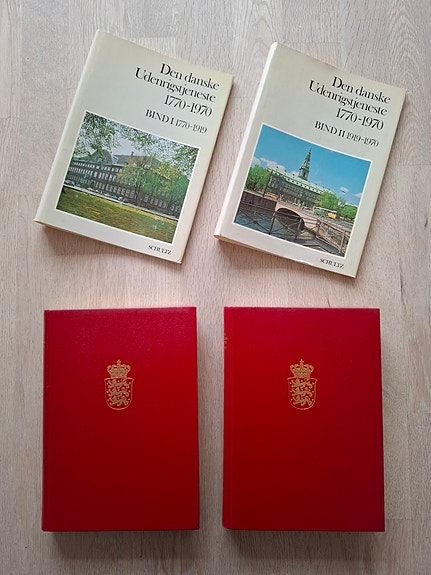 Den danske
Udenrigstjeneste
1770-1970
BIND I 1770-1919
SCHULTZ
Den danske
Udenrigstjeneste
1770-1970
BIND II 1919-1970
SCHULTZ